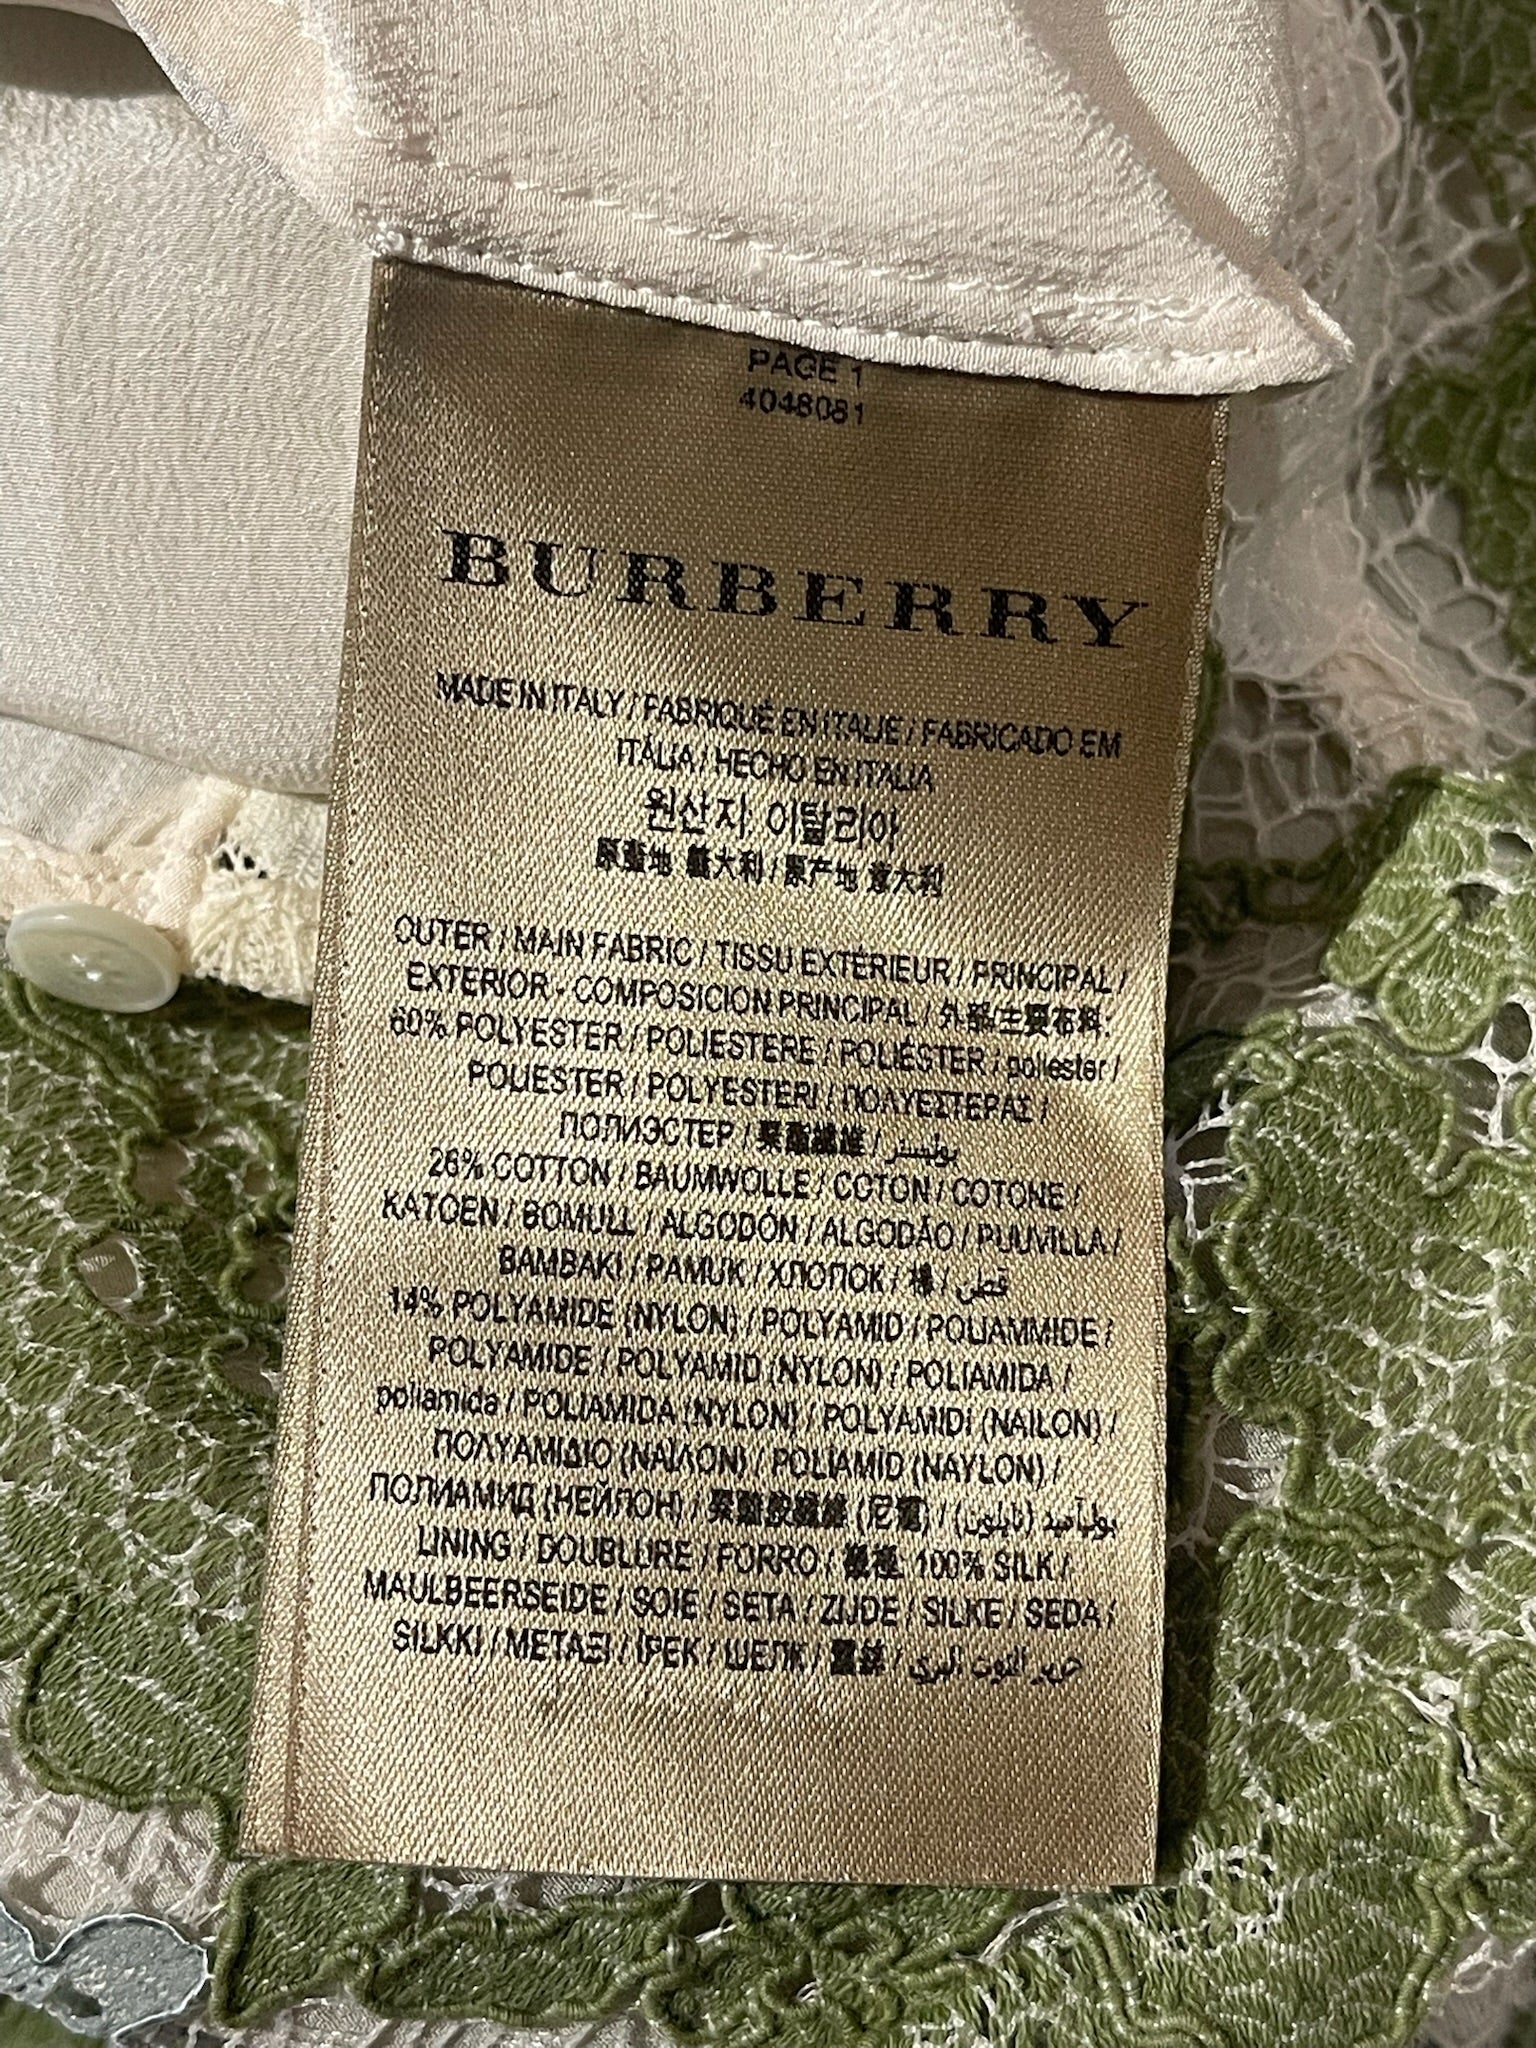 PAGE 1
4048081
BURBERRY
MADE IN ITALY / FABRIQUÉ EN ITALIE / FABRICADO EM
ITÁLIA / HECHO EN ITALIA
원산지 이탈리아
原產地 義大利 / 原产地 意大利
OUTER / MAIN FABRIC / TISSU EXTÉRIEUR / PRINCIPAL /
EXTERIOR - COMPOSICION PRINCIPAL / 外部/主要布料:
60% POLYESTER / POLIESTERE / POLIÉSTER / poliester /
POLIESTER / POLYESTERI / ΠΟΛΥΕΣΤΕΡΑΣ /
ПОЛИЭСТЕР / 聚酯纖維 / بوليستر
26% COTTON / BAUMWOLLE / COTON / COTONE /
KATOEN / BOMULL / ALGODÓN / ALGODÃO / PUUVILLA /
BAMBAKI / PAMUK / ХЛОПОК / 棉 / قطن
14% POLYAMIDE (NYLON) / POLYAMID / POLIAMMIDE /
POLYAMIDE / POLYAMID (NYLON) / POLIAMIDA /
poliamida / POLIAMIDA (NYLON) / POLYAMIDI (NAILON) /
ΠΟΛΥΑΜΙΔΙΟ (ΝΑΪΛΟΝ) / POLİAMİD (NAYLON) /
ПОЛИАМИД (НЕЙЛОН) / 聚酰胺纖維 (尼龍) / بولياميد (نايلون)
LINING / DOUBLURE / FORRO / 100% SILK /
MAULBEERSEIDE / SOIE / SETA / ZIJDE / SILKE / SEDA /
SILKKI / ΜΕΤΑΞΙ / İPEK / ШЕЛК / 蠶絲 / حرير التوت البري